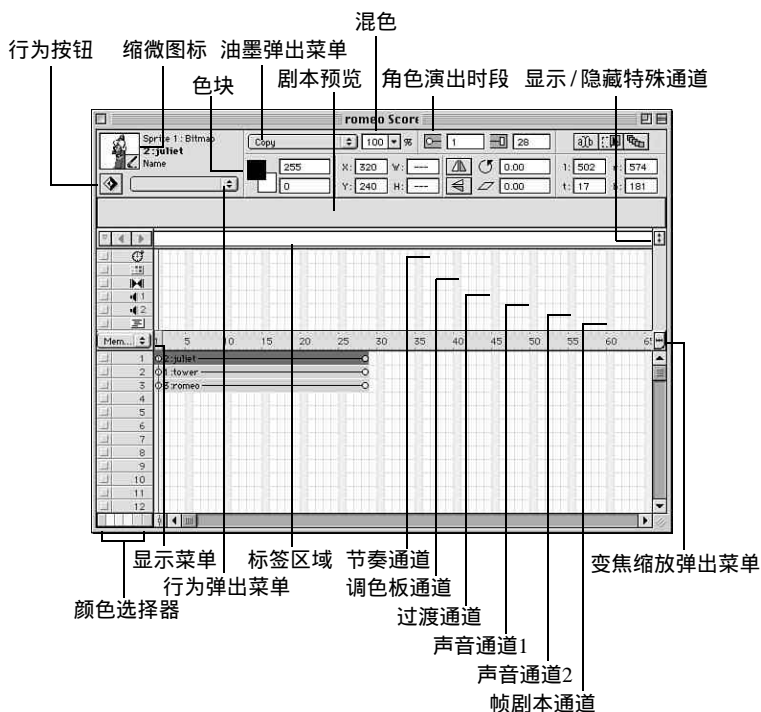 混色
行为按钮
缩微图标
油墨弹出菜单
色块
剧本预览
角色演出时段
显示/隐藏特殊通道
romeo Score
Sprite 1: Bitmap
2:juliet
Name
Copy
100
%
1
28
255
X: 320
W: ---
0.00
l: 502
r: 574
0
Y: 240
H: ---
0.00
t: 17
b: 181
1
2
Mem...
5
10
15
20
25
30
35
40
45
50
55
60
1
2:juliet
2
1:tower
3
3:romeo
4
5
6
7
8
9
10
11
12
显示菜单
标签区域
节奏通道
变焦缩放弹出菜单
行为弹出菜单
调色板通道
颜色选择器
过渡通道
声音通道1
声音通道2
帧剧本通道